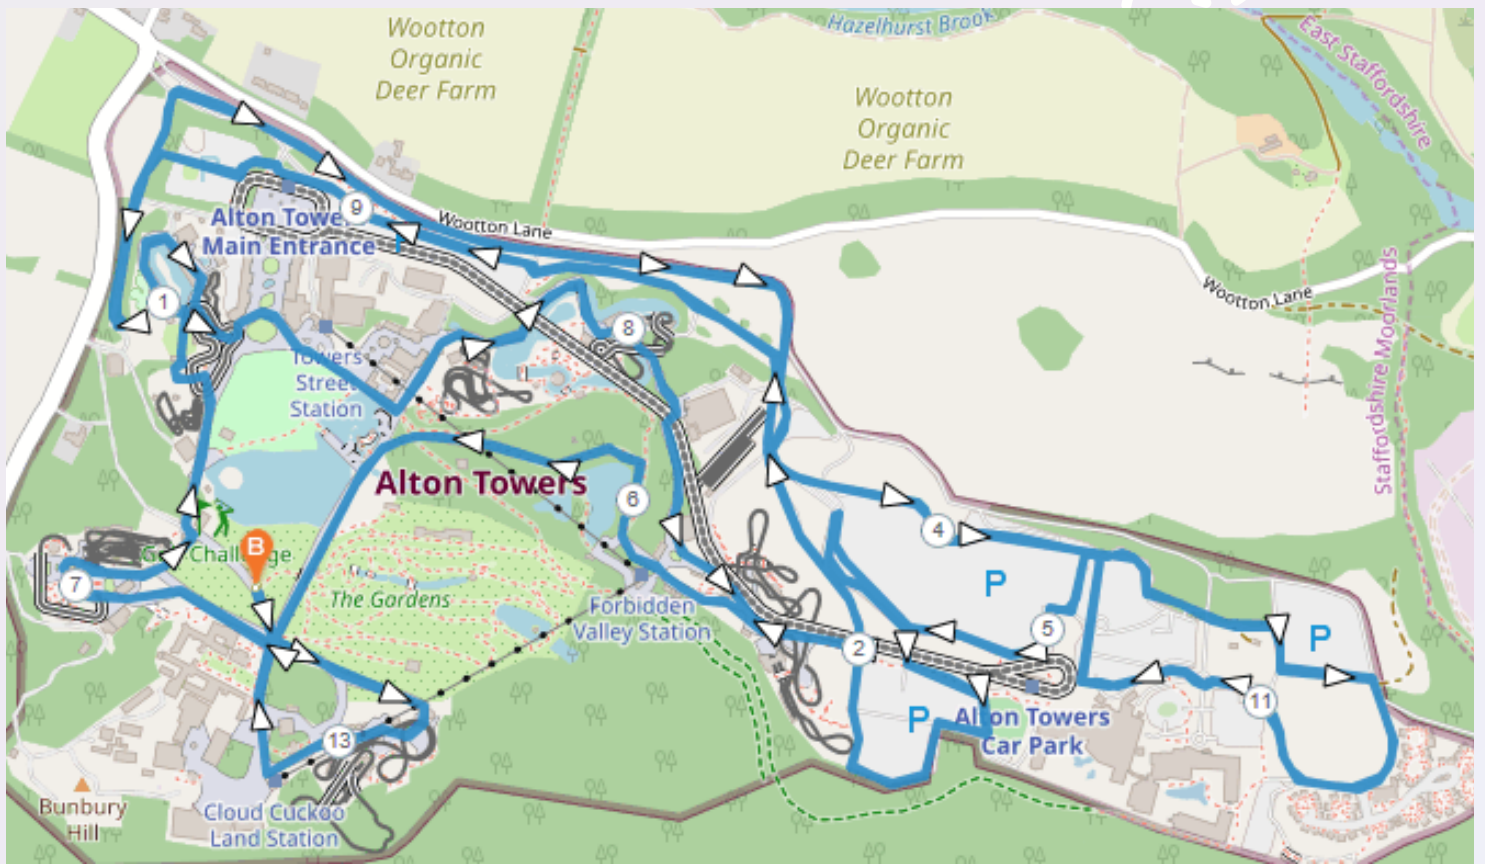 Wootton
Organic
Deer Farm
Hazelhurst Brook
East Staffordshire
Wootton
Organic
Deer Farm
P
9
Alton Towe
Main Entrance
Wootton Lane
Wootton Lane
Staffordshire Moorlands
1
8
Towers
Street
Station
Alton Towers
6
4
B
7
The Gardens
P
Forbidden
Valley Station
5
2
P
11
P
Alton Towers
Car Park
13
Bunbury
Hill
Cloud Cuckoo
Land Station